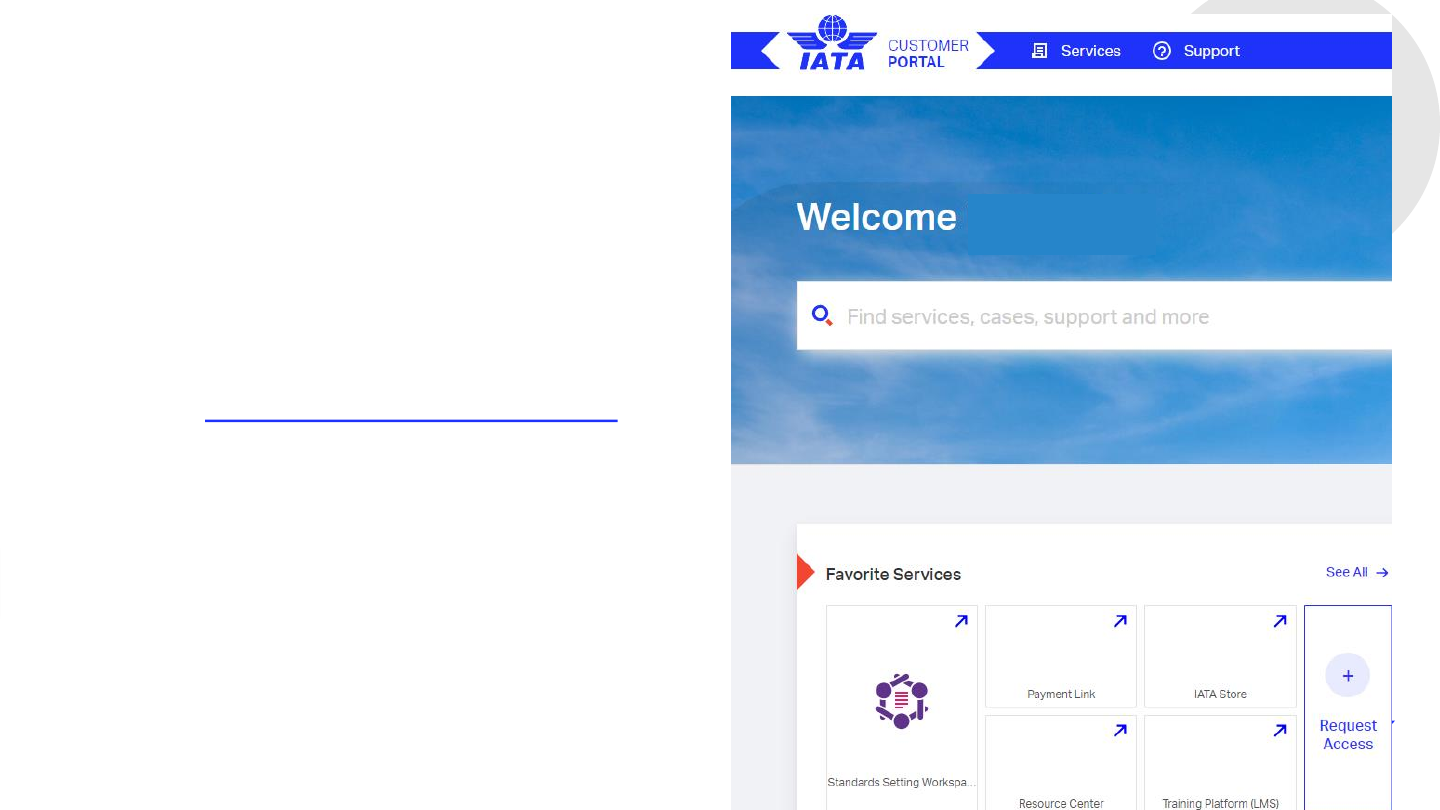 IATA
CUSTOMER
PORTAL
Services
Support
Welcome
Find services, cases, support and more
Favorite Services
See All
Payment Link
IATA Store
Request
Access
Standards Setting Workspa...
Resource Center
Training Platform (LMS)